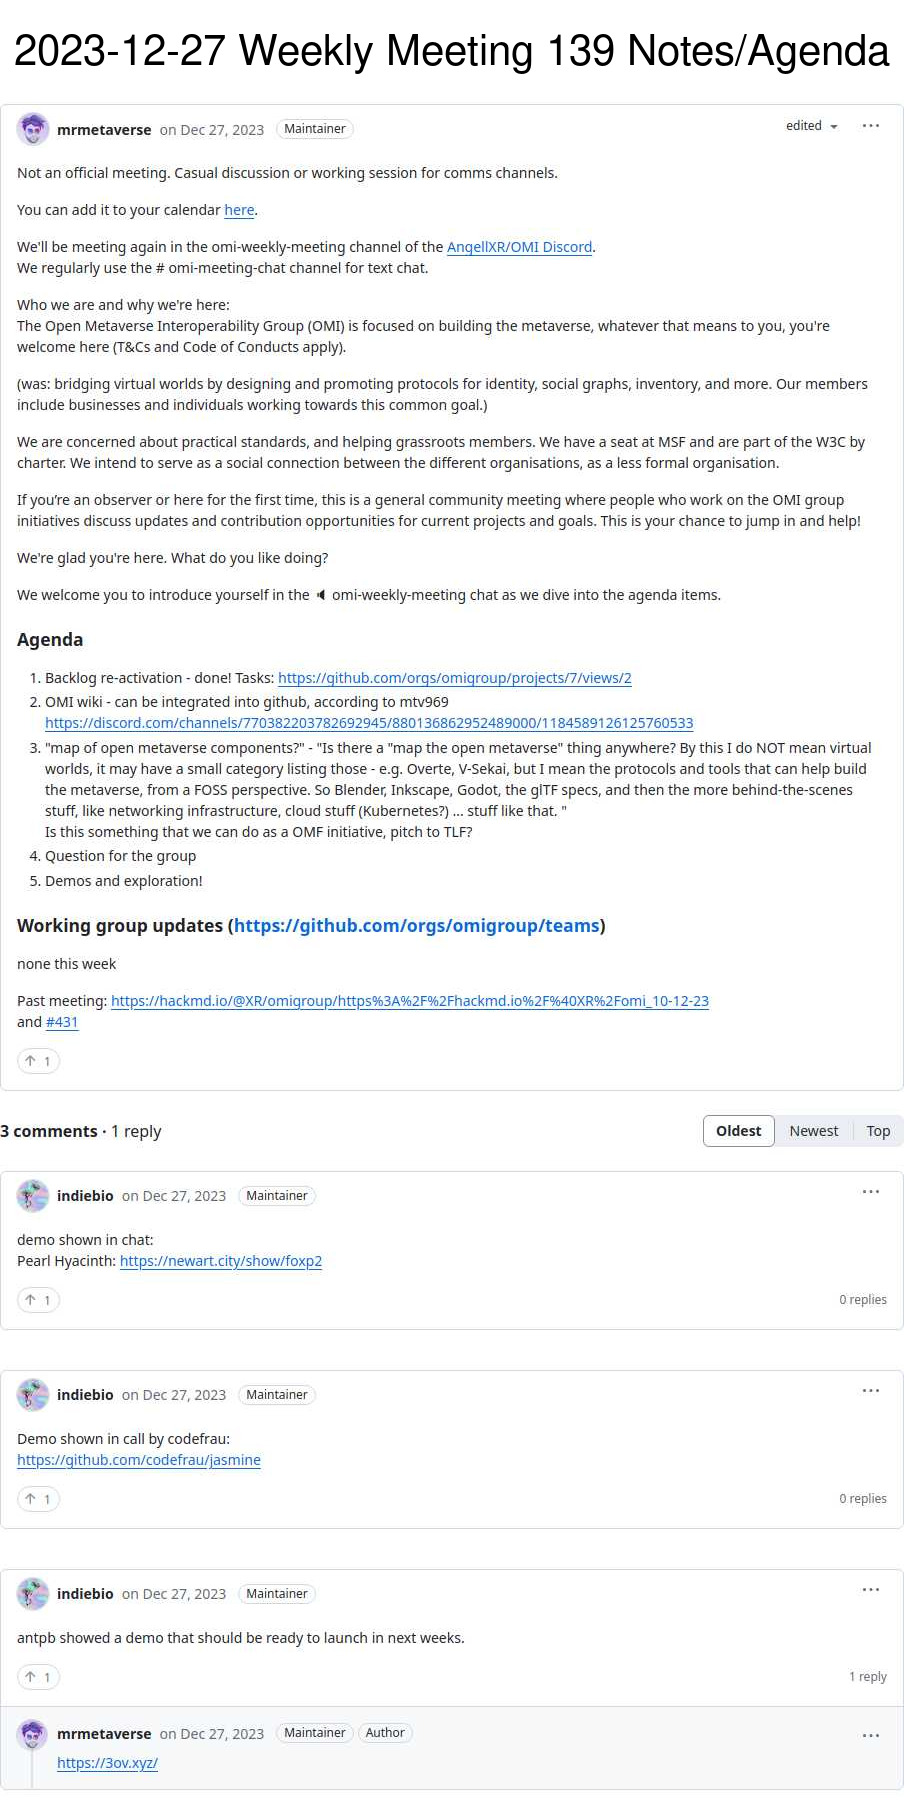 2023-12-27 Weekly Meeting 139 Notes/Agenda
mrmetaverse on Dec 27, 2023 Maintainer edited
Not an official meeting. Casual discussion or working session for comms channels.
You can add it to your calendar here.
We'll be meeting again in the omi-weekly-meeting channel of the AngellXR/OMI Discord.
We regularly use the # omi-meeting-chat channel for text chat.
Who we are and why we're here:
The Open Metaverse Interoperability Group (OMI) is focused on building the metaverse, whatever that means to you, you're
welcome here (T&Cs and Code of Conducts apply).
(was: bridging virtual worlds by designing and promoting protocols for identity, social graphs, inventory, and more. Our members
include businesses and individuals working towards this common goal.)
We are concerned about practical standards, and helping grassroots members. We have a seat at MSF and are part of the W3C by
charter. We intend to serve as a social connection between the different organisations, as a less formal organisation.
If you're an observer or here for the first time, this is a general community meeting where people who work on the OMI group
initiatives discuss updates and contribution opportunities for current projects and goals. This is your chance to jump in and help!
We're glad you're here. What do you like doing?
We welcome you to introduce yourself in the 🔈 omi-weekly-meeting chat as we dive into the agenda items.
Agenda
1. Backlog re-activation - done! Tasks: https://github.com/orgs/omigroup/projects/7/views/2
2. OMI wiki - can be integrated into github, according to mtv969
https://discord.com/channels/770382203782692945/880136862952489000/1184589126125760533
3. "map of open metaverse components?" - "Is there a "map the open metaverse" thing anywhere? By this I do NOT mean virtual
worlds, it may have a small category listing those - e.g. Overte, V-Sekai, but I mean the protocols and tools that can help build
the metaverse, from a FOSS perspective. So Blender, Inkscape, Godot, the glTF specs, and then the more behind-the-scenes
stuff, like networking infrastructure, cloud stuff (Kubernetes?) ... stuff like that. "
Is this something that we can do as a OMF initiative, pitch to TLF?
4. Question for the group
5. Demos and exploration!
Working group updates (https://github.com/orgs/omigroup/teams)
none this week
Past meeting: https://hackmd.io/@XR/omigroup/https%3A%2F%2Fhackmd.io%2F%40XR%2Fomi_10-12-23
and #431
↑ 1
3 comments · 1 reply Oldest Newest Top
indiebio on Dec 27, 2023 Maintainer
demo shown in chat:
Pearl Hyacinth: https://newart.city/show/foxp2
↑ 1 0 replies
indiebio on Dec 27, 2023 Maintainer
Demo shown in call by codefrau:
https://github.com/codefrau/jasmine
↑ 1 0 replies
indiebio on Dec 27, 2023 Maintainer
antpb showed a demo that should be ready to launch in next weeks.
↑ 1 1 reply
mrmetaverse on Dec 27, 2023 Maintainer Author
https://3ov.xyz/